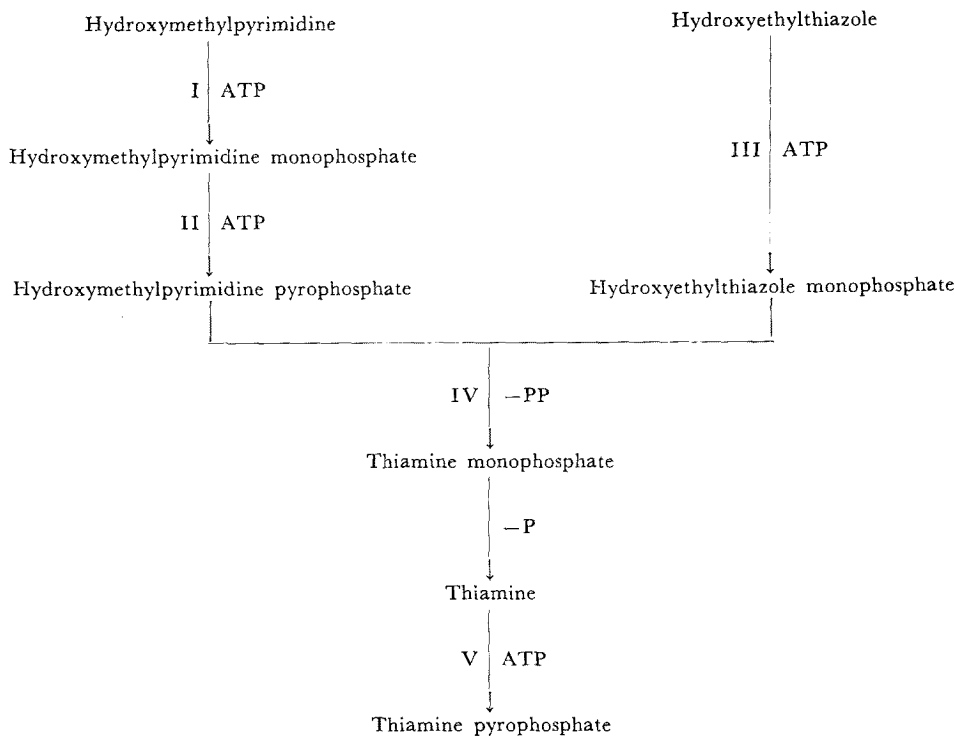 Hydroxymethylpyrimidine
Hydroxyethylthiazole
I ATP
Hydroxymethylpyrimidine monophosphate
III ATP
II ATP
Hydroxymethylpyrimidine pyrophosphate
Hydroxyethylthiazole monophosphate
IV —PP
Thiamine monophosphate
—P
Thiamine
V ATP
Thiamine pyrophosphate